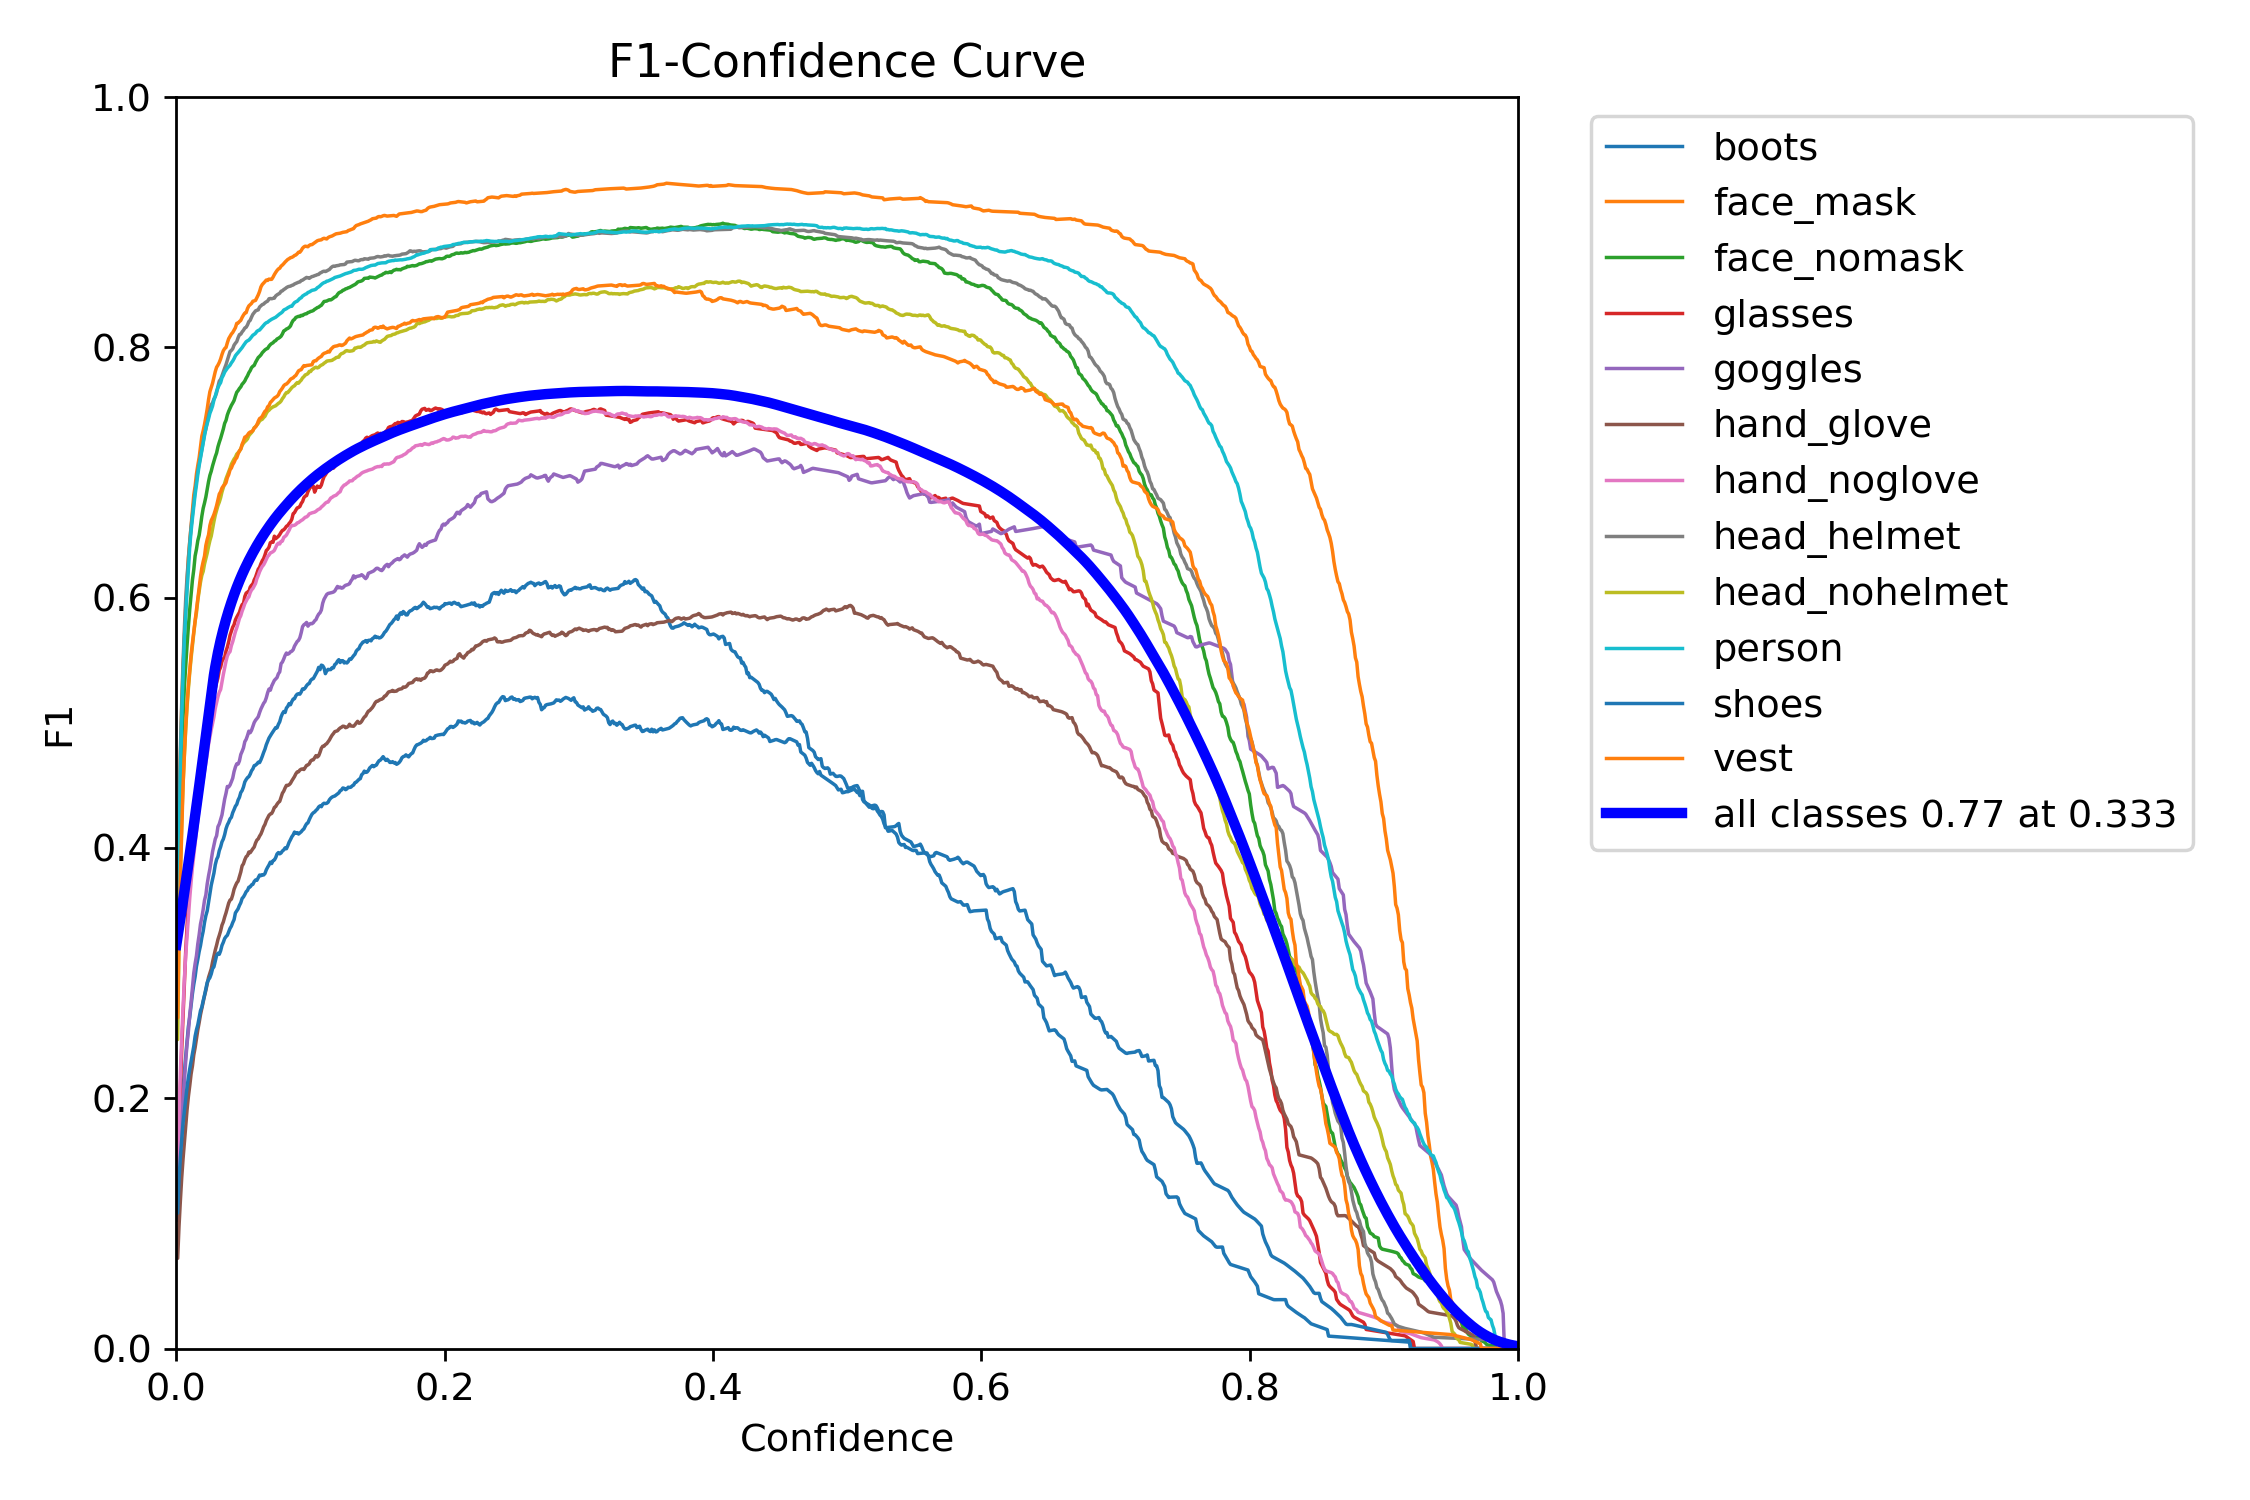 F1-Confidence Curve
1.0
0.8
0.6
0.4
0.2
0.0
F1
0.0 0.2 0.4 0.6 0.8 1.0
Confidence
boots
face_mask
face_nomask
glasses
goggles
hand_glove
hand_noglove
head_helmet
head_nohelmet
person
shoes
vest
all classes 0.77 at 0.333